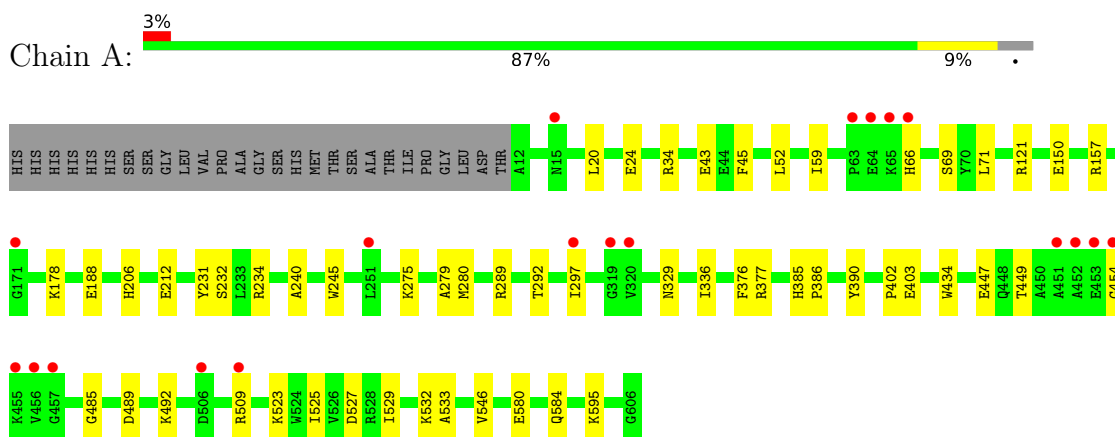 3%
Chain A:
87% 9% •
HIS HIS HIS HIS HIS HIS SER SER GLY LEU VAL PRO ALA GLY SER HIS MET THR SER ALA THR ILE PRO GLY LEU ASP THR A12 N15 L20 E24 R34 E43 E44 F45 L52 I59 P63 E64 K65 H66 S69 Y70 L71 R121 E150 R157
G171 K178 E188 H206 E212 Y231 S232 L233 R234 A240 W245 L251 K275 A279 M280 R289 T292 I297 G319 V320 N329 I336 F376 R377 H385 P386 Y390 P402 E403 W434 E447 Q448 T449 A450 A451 A452 E453 G454
K455 V456 G457 G485 D489 K492 D506 R509 K523 W524 I525 V526 D527 R528 I529 K532 A533 V546 E580 Q584 K595 G606